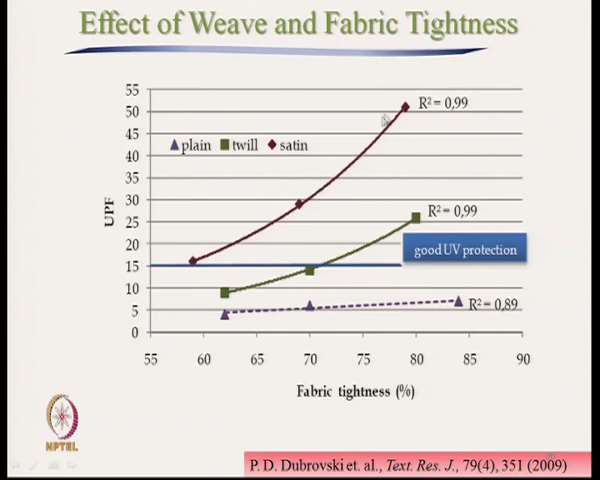 Effect of Weave and Fabric Tightness
55
50
45
40
35
30
25
20
15
10
5
0
UPF
plain twill satin
R² = 0,99
R² = 0,99
good UV protection
R² = 0,89
55 60 65 70 75 80 85 90
Fabric tightness (%)
NPTEL
P. D. Dubrovski et. al., Text. Res. J., 79(4), 351 (2009)